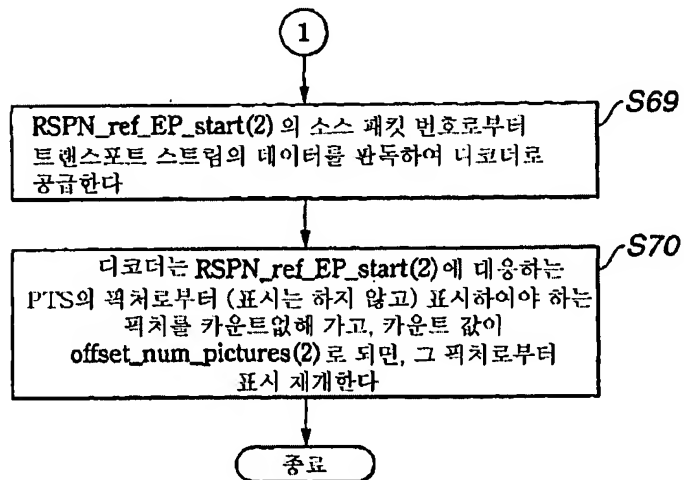 1
S69
RSPN_ref_EP_start(2) 의 소스 패킷 번호로부터
트랜스포트 스트림의 데이터를 판독하여 디코더로
공급한다
S70
디코더는 RSPN_ref_EP_start(2) 에 대응하는
PTS의 픽처로부터 (표시는 하지 않고) 표시하여야 하는
픽처를 카운트없해 가고, 카운트 값이
offset_num_pictures(2) 로 되면, 그 픽처로부터
표시 재개한다
종료